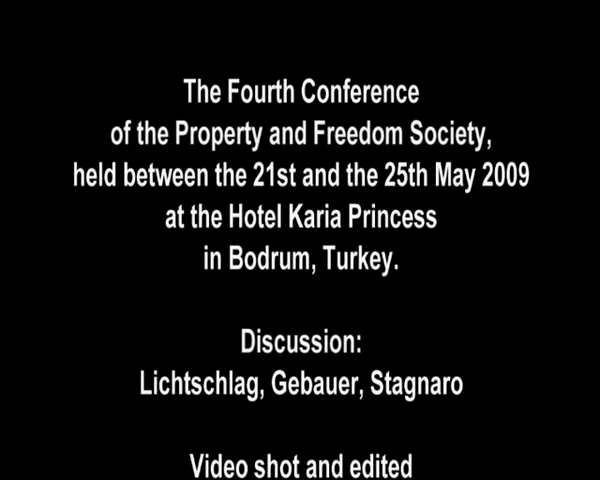 The Fourth Conference
of the Property and Freedom Society,
held between the 21st and the 25th May 2009
at the Hotel Karia Princess
in Bodrum, Turkey.
Discussion:
Lichtschlag, Gebauer, Stagnaro
Video shot and edited